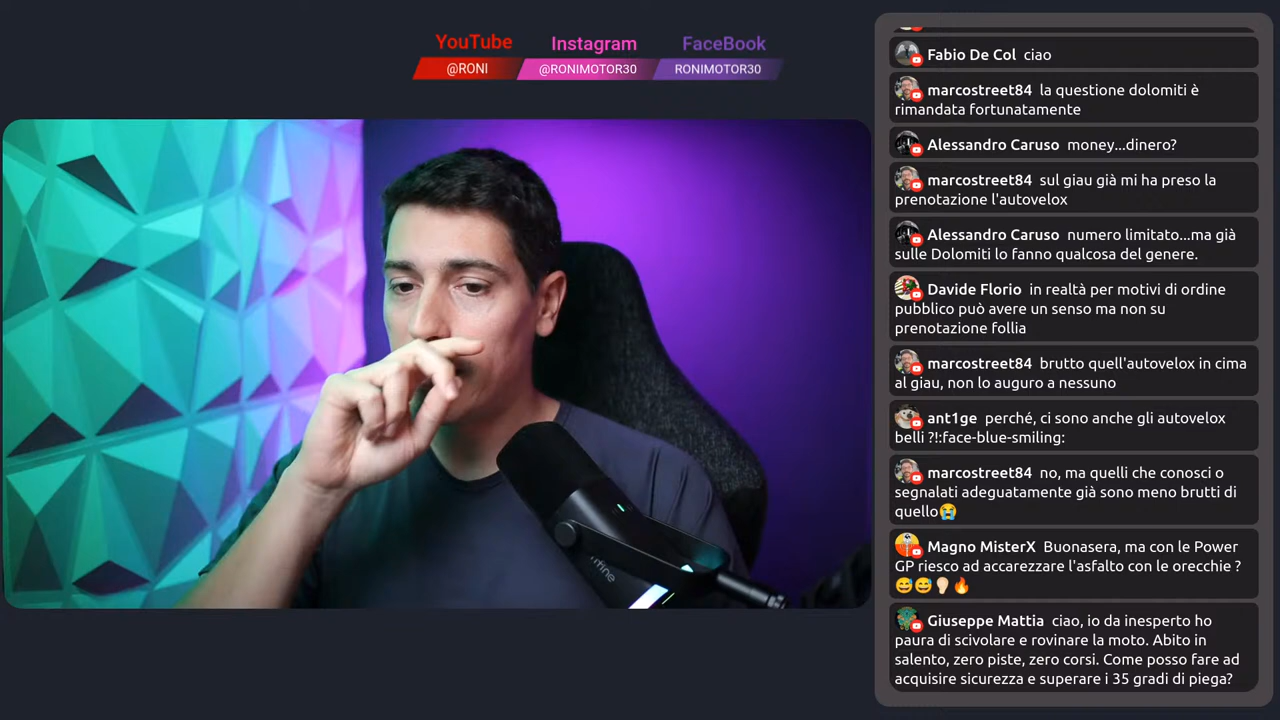 YouTube
Instagram
FaceBook
@RONI
@RONIMOTOR30
RONIMOTOR30
Fabio De Col ciao
marcostreet84 la questione dolomiti è
rimandata fortunatamente
Alessandro Caruso money...dinero?
marcostreet84 sul giau già mi ha preso la
prenotazione l'autovelox
Alessandro Caruso numero limitato...ma già
sulle Dolomiti lo fanno qualcosa del genere.
Davide Florio in realtà per motivi di ordine
pubblico può avere un senso ma non su
prenotazione follia
marcostreet84 brutto quell'autovelox in cima
al giau, non lo auguro a nessuno
ant1ge perché, ci sono anche gli autovelox
belli ?!:face-blue-smiling:
marcostreet84 no, ma quelli che conosci o
segnalati adeguatamente già sono meno brutti di
quello😭
Magno MisterX Buonasera, ma con le Power
GP riesco ad accarezzare l'asfalto con le orecchie ?
😅😅👂🏻🔥
Giuseppe Mattia ciao, io da inesperto ho
paura di scivolare e rovinare la moto. Abito in
salento, zero piste, zero corsi. Come posso fare ad
acquisire sicurezza e superare i 35 gradi di piega?